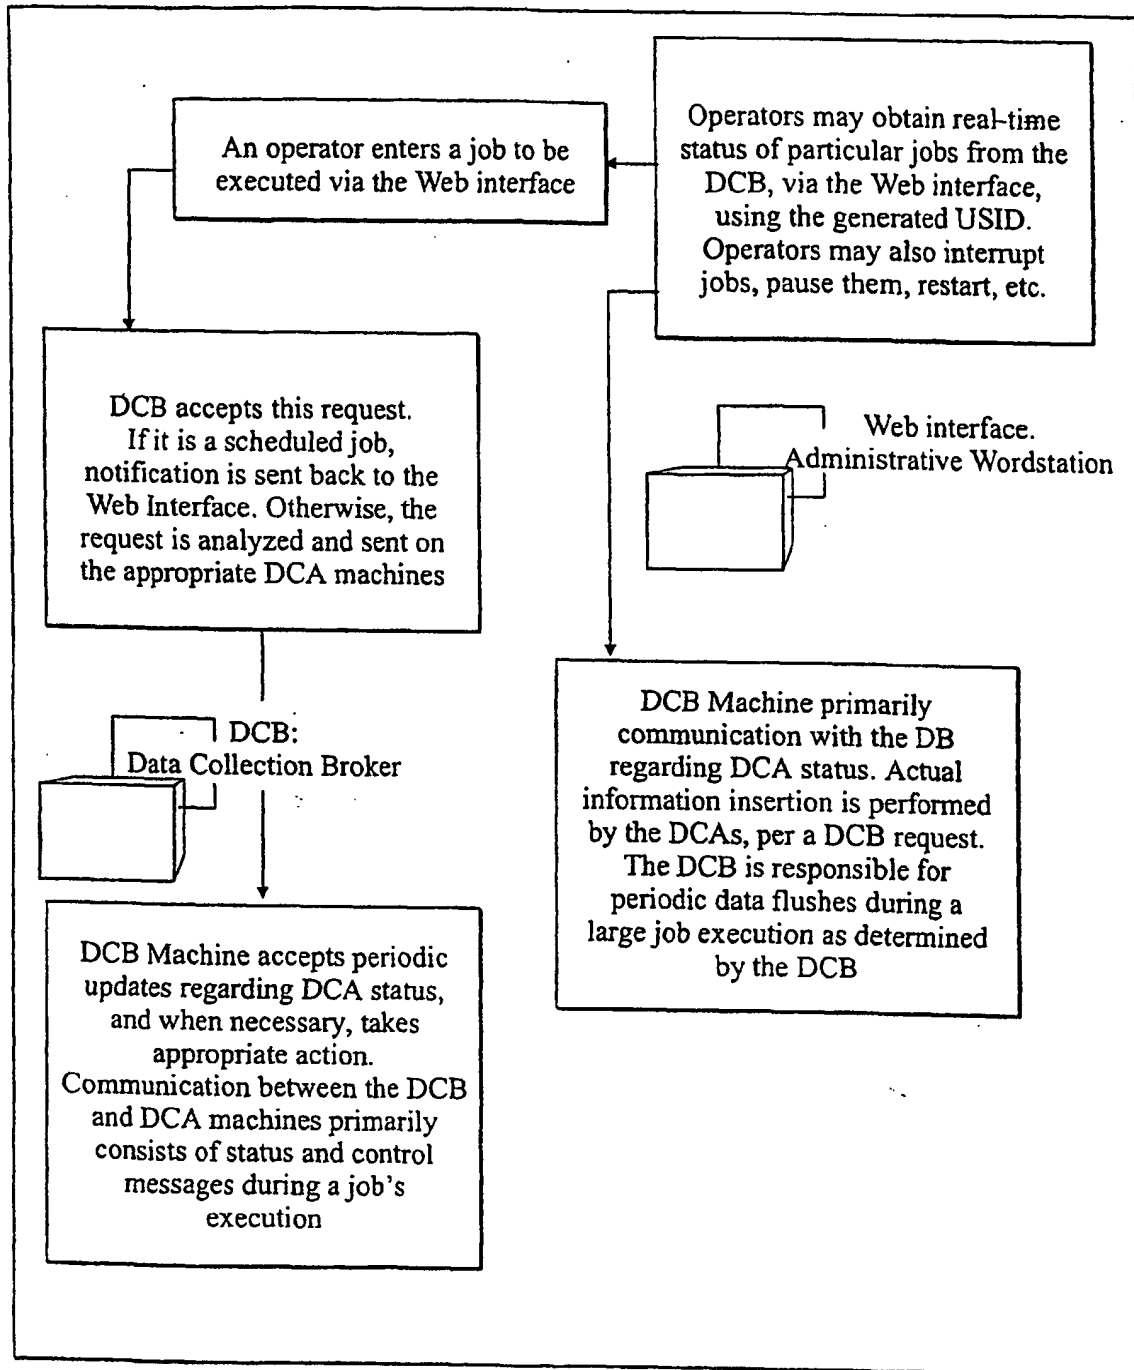 An operator enters a job to be
executed via the Web interface
Operators may obtain real-time
status of particular jobs from the
DCB, via the Web interface,
using the generated USID.
Operators may also interrupt
jobs, pause them, restart, etc.
DCB accepts this request.
If it is a scheduled job,
notification is sent back to the
Web Interface. Otherwise, the
request is analyzed and sent on
the appropriate DCA machines
Web interface.
Administrative Wordstation
DCB:
Data Collection Broker
DCB Machine primarily
communication with the DB
regarding DCA status. Actual
information insertion is performed
by the DCAs, per a DCB request.
The DCB is responsible for
periodic data flushes during a
large job execution as determined
by the DCB
DCB Machine accepts periodic
updates regarding DCA status,
and when necessary, takes
appropriate action.
Communication between the DCB
and DCA machines primarily
consists of status and control
messages during a job's
execution